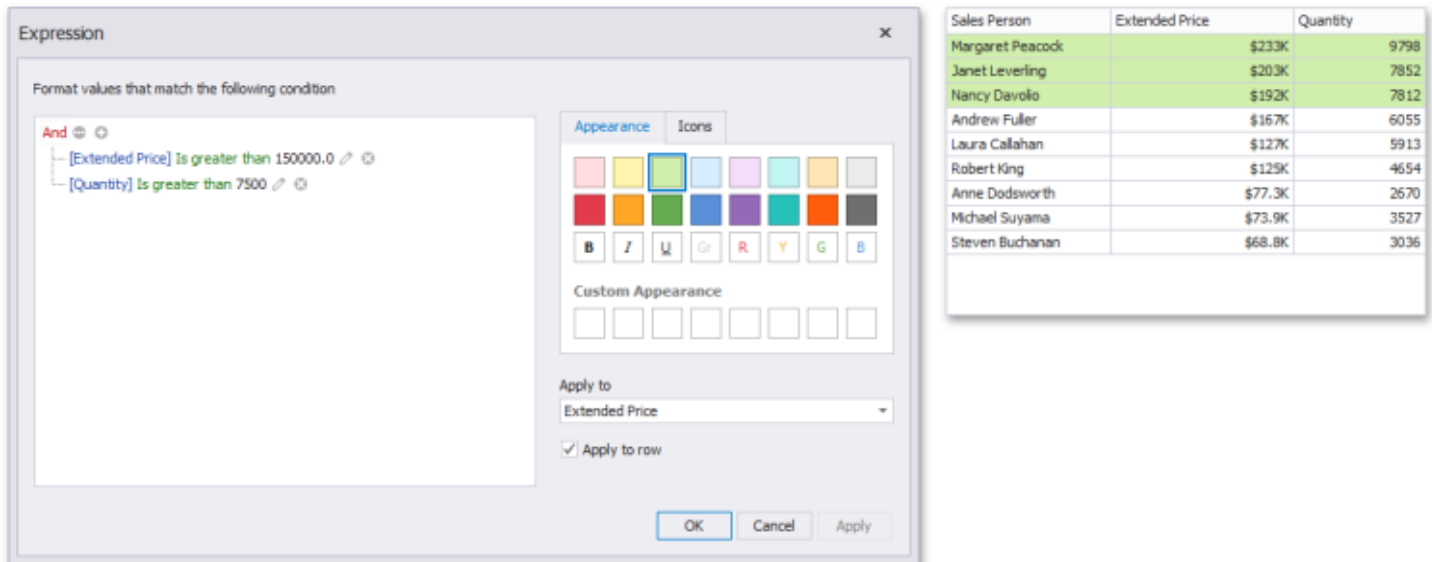 Expression
Format values that match the following condition
And
[Extended Price] Is greater than 150000.0
[Quantity] Is greater than 7500
Appearance Icons
B I U Gr R Y G B
Custom Appearance
Apply to
Extended Price
Apply to row
OK Cancel Apply
Sales Person Extended Price Quantity
Margaret Peacock $233K 9798
Janet Leverling $203K 7852
Nancy Davolio $192K 7812
Andrew Fuller $167K 6055
Laura Callahan $127K 5913
Robert King $125K 4654
Anne Dodsworth $77.3K 2670
Michael Suyama $73.9K 3527
Steven Buchanan $68.8K 3036